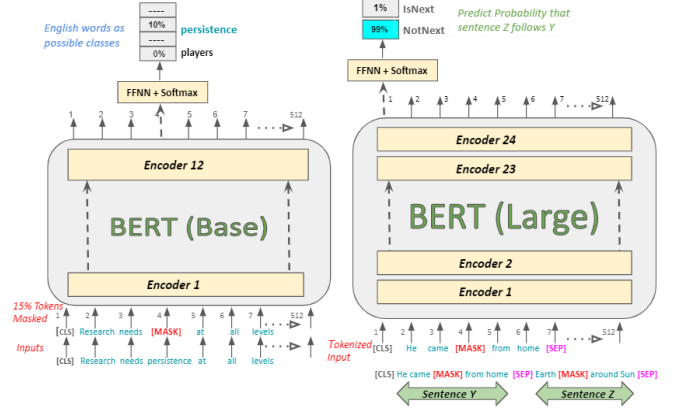 English words as
possible classes
----
10% persistence
----
0% players
FFNN + Softmax
1 2 3 4 5 6 7 512
Encoder 12
BERT (Base)
Encoder 1
15% Tokens
Masked
1 2 3 4 5 6 7 512
[CLS] Research needs [MASK] at all levels
Inputs
[CLS] Research needs persistence at all levels
1% IsNext
99% NotNext
Predict Probability that
sentence Z follows Y
FFNN + Softmax
1 2 3 4 5 6 7 512
Encoder 24
Encoder 23
BERT (Large)
Encoder 2
Encoder 1
1 2 3 4 5 6 7 512
Tokenized
Input
[CLS] He came [MASK] from home [SEP]
[CLS] He came [MASK] from home [SEP] Earth [MASK] around Sun [SEP]
Sentence Y Sentence Z